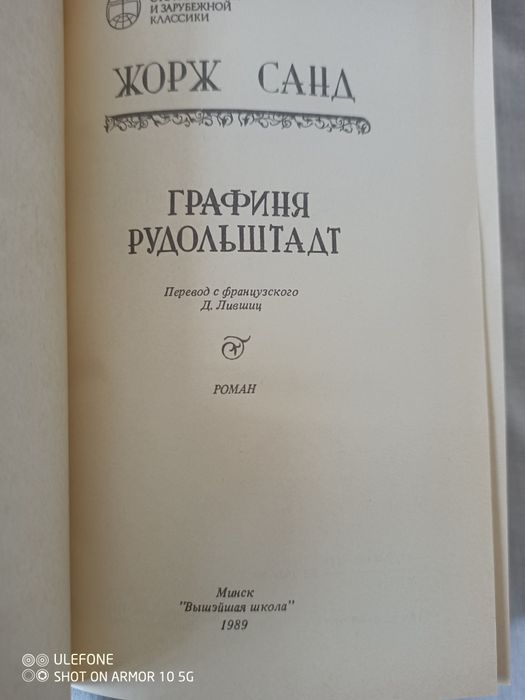 И ЗАРУБЕЖНОЙ
КЛАССИКИ
ЖОРЖ САНД
ГРАФИНЯ
РУДОЛЬШТАДТ
Перевод с французского
Д. Лившиц
РОМАН
Минск
"Вышэйшая школа"
1989
ULEFONE
SHOT ON ARMOR 10 5G